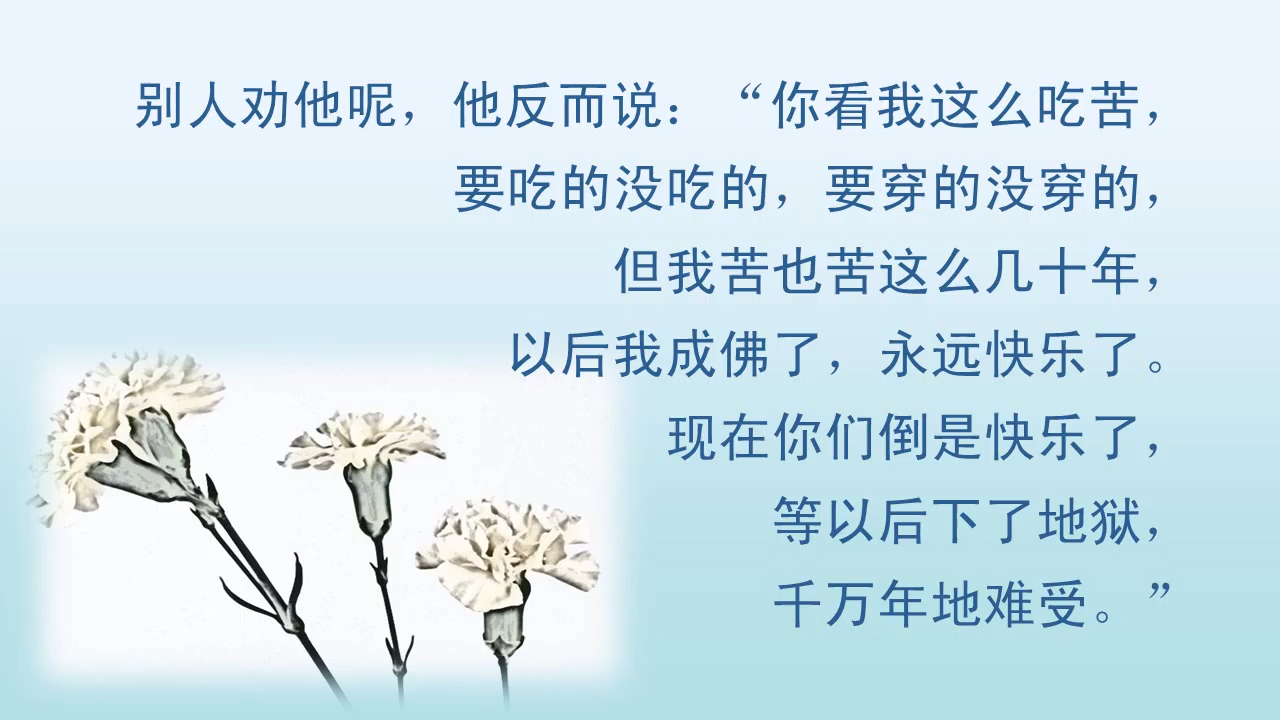 别人劝他呢，他反而说：“你看我这么吃苦，
要吃的没吃的，要穿的没穿的，
但我苦也苦这么几十年，
以后我成佛了，永远快乐了。
现在你们倒是快乐了，
等以后下了地狱，
千万年地难受。”